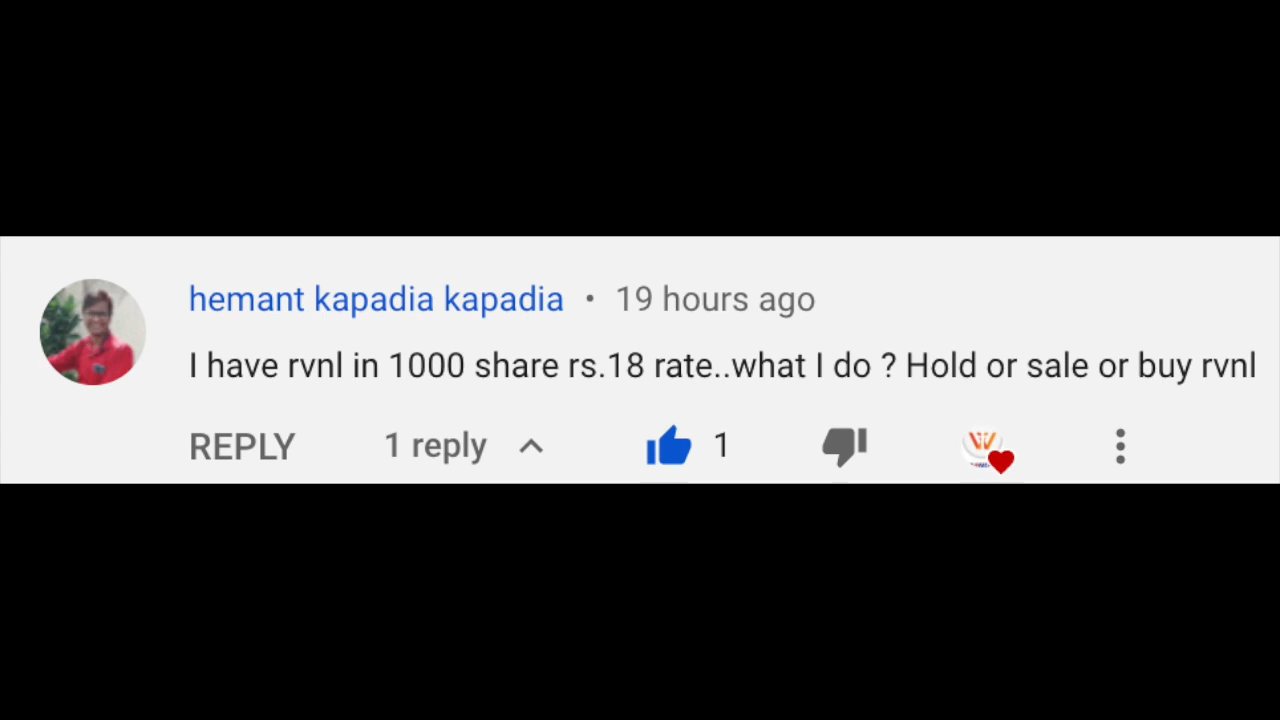 hemant kapadia kapadia • 19 hours ago
I have rvnl in 1000 share rs.18 rate..what I do ? Hold or sale or buy rvnl
REPLY 1 reply 1